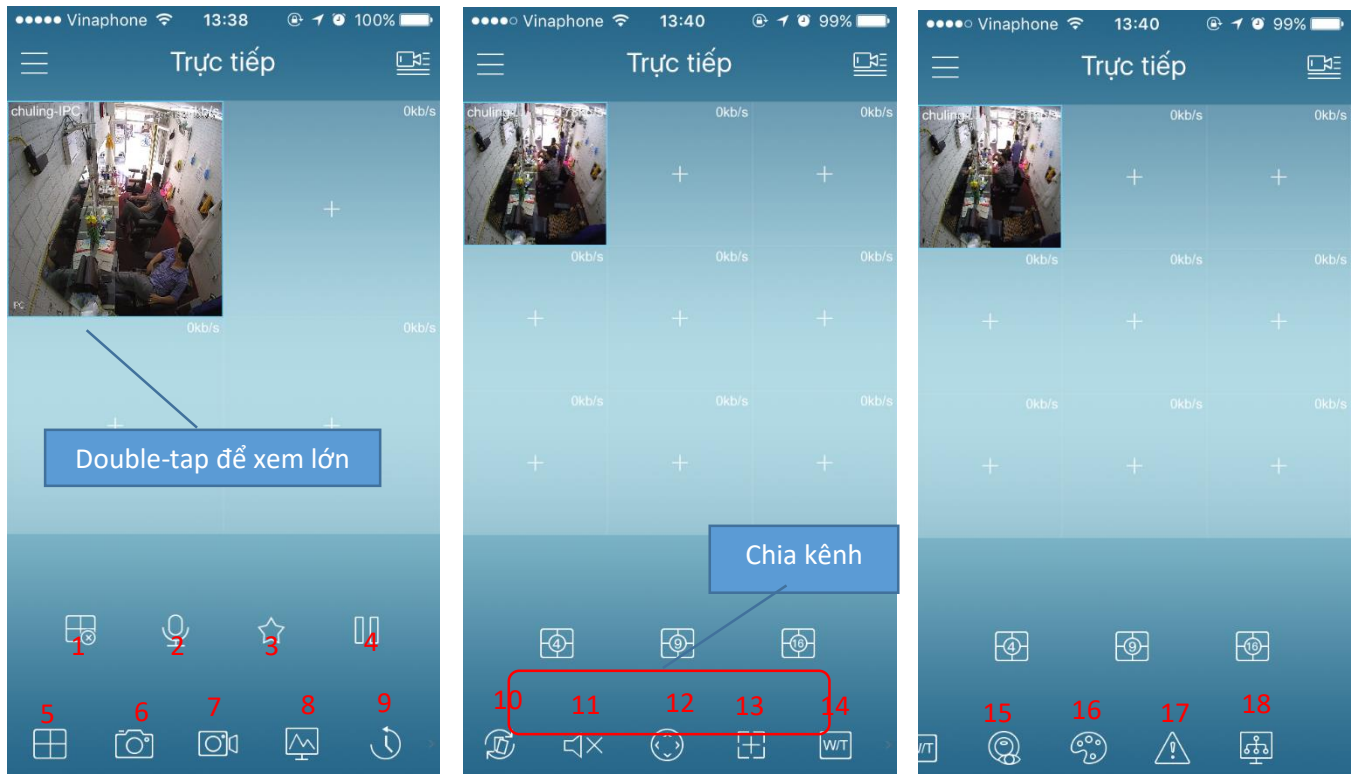 Vinaphone 13:38 100%
Trực tiếp
chuling-IPC
0kb/s
IPC
0kb/s
0kb/s
Double-tap để xem lớn
1 2 3 4
5 6 7 8 9
Vinaphone 13:40 99%
Trực tiếp
0kb/s 0kb/s
0kb/s 0kb/s 0kb/s
0kb/s 0kb/s 0kb/s
Chia kênh
4 9 16
10 11 12 13 14
W/T
Vinaphone 13:40 99%
Trực tiếp
0kb/s 0kb/s
0kb/s 0kb/s 0kb/s
0kb/s 0kb/s 0kb/s
4 9 16
15 16 17 18